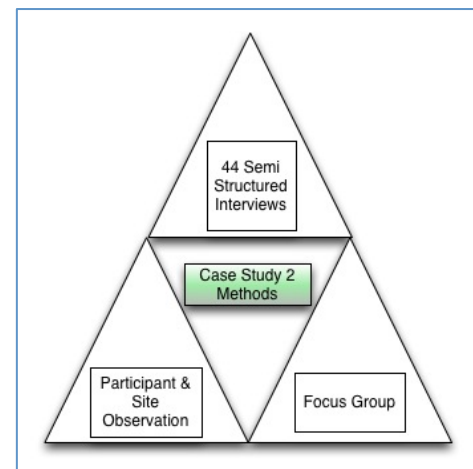 44 Semi
Structured
Interviews
Case Study 2
Methods
Participant &
Site
Observation
Focus Group